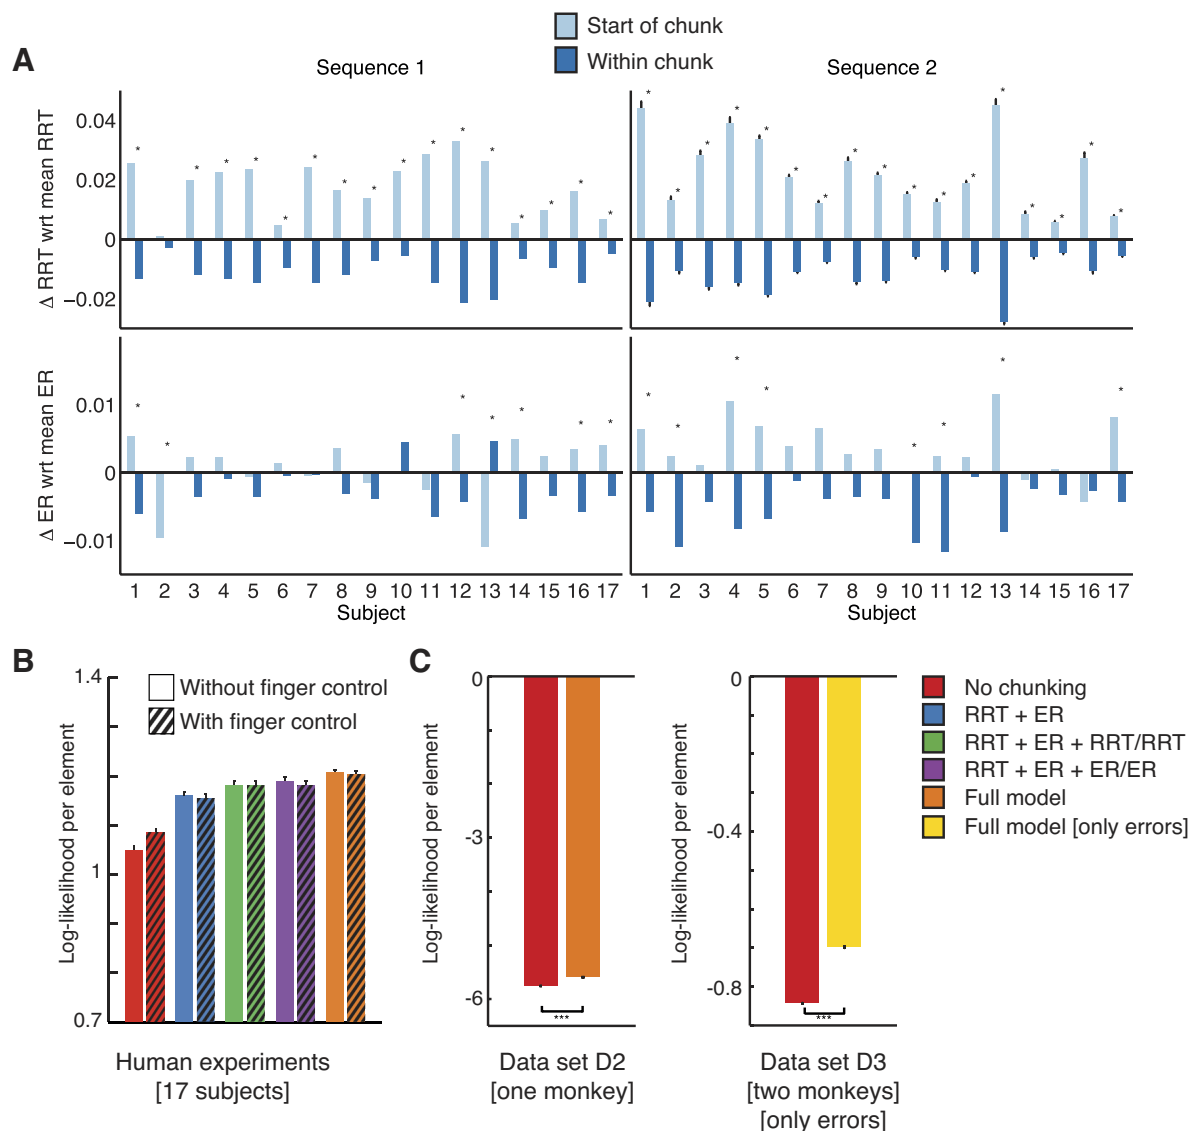 Start of chunk
Within chunk
A
Sequence 1
Sequence 2
Δ RRT wrt mean RRT
0.04
0.02
0
−0.02
* * * * * * * * * * * * * * * *
* * * * * * * * * * * * * * * * *
Δ ER wrt mean ER
0.01
0
−0.01
* * * * * * *
* * * * * * * *
1 2 3 4 5 6 7 8 9 10 11 12 13 14 15 16 17
1 2 3 4 5 6 7 8 9 10 11 12 13 14 15 16 17
Subject
Subject
B
Log-likelihood per element
1.4
1
0.7
Without finger control
With finger control
Human experiments
[17 subjects]
C
Log-likelihood per element
0
-3
-6
***
Data set D2
[one monkey]
Log-likelihood per element
0
-0.4
-0.8
***
Data set D3
[two monkeys]
[only errors]
No chunking
RRT + ER
RRT + ER + RRT/RRT
RRT + ER + ER/ER
Full model
Full model [only errors]